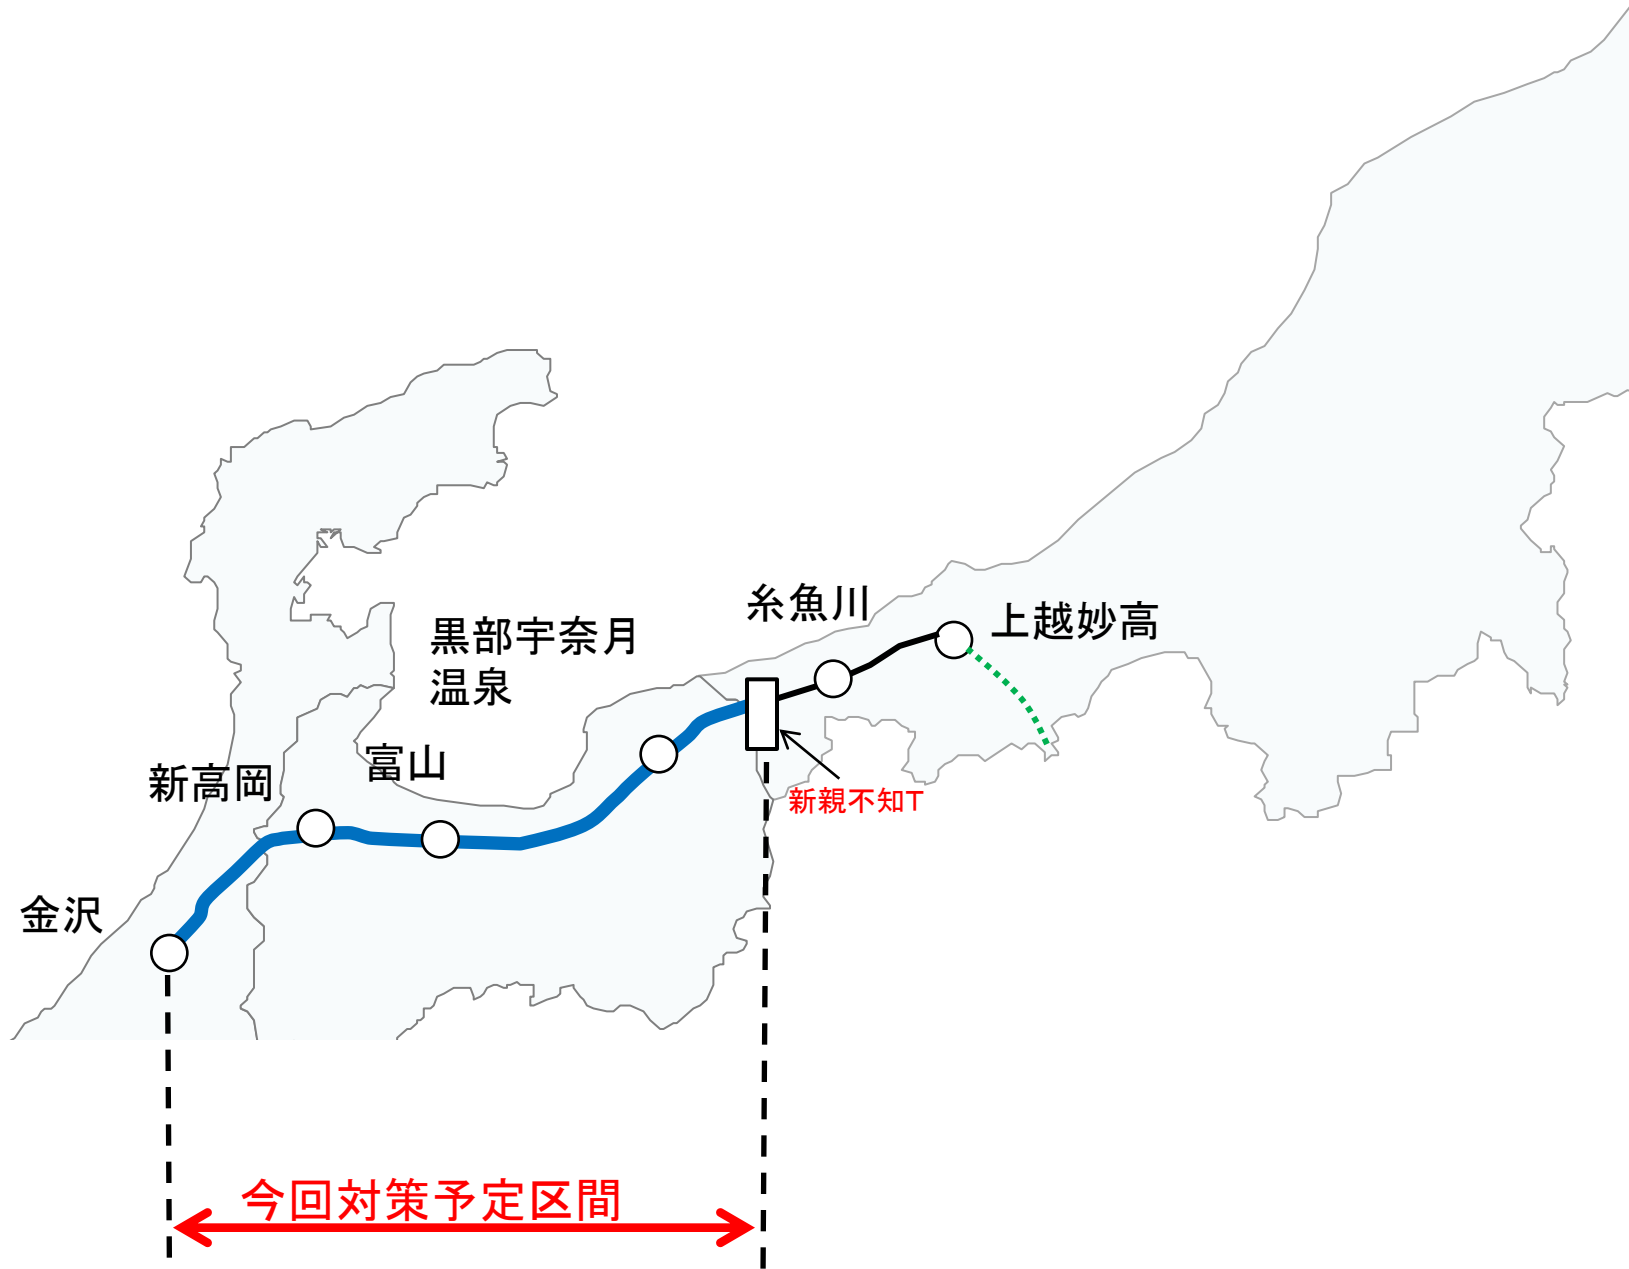 糸魚川
上越妙高
黒部宇奈月
温泉
富山
新高岡
新親不知T
金沢
今回対策予定区間